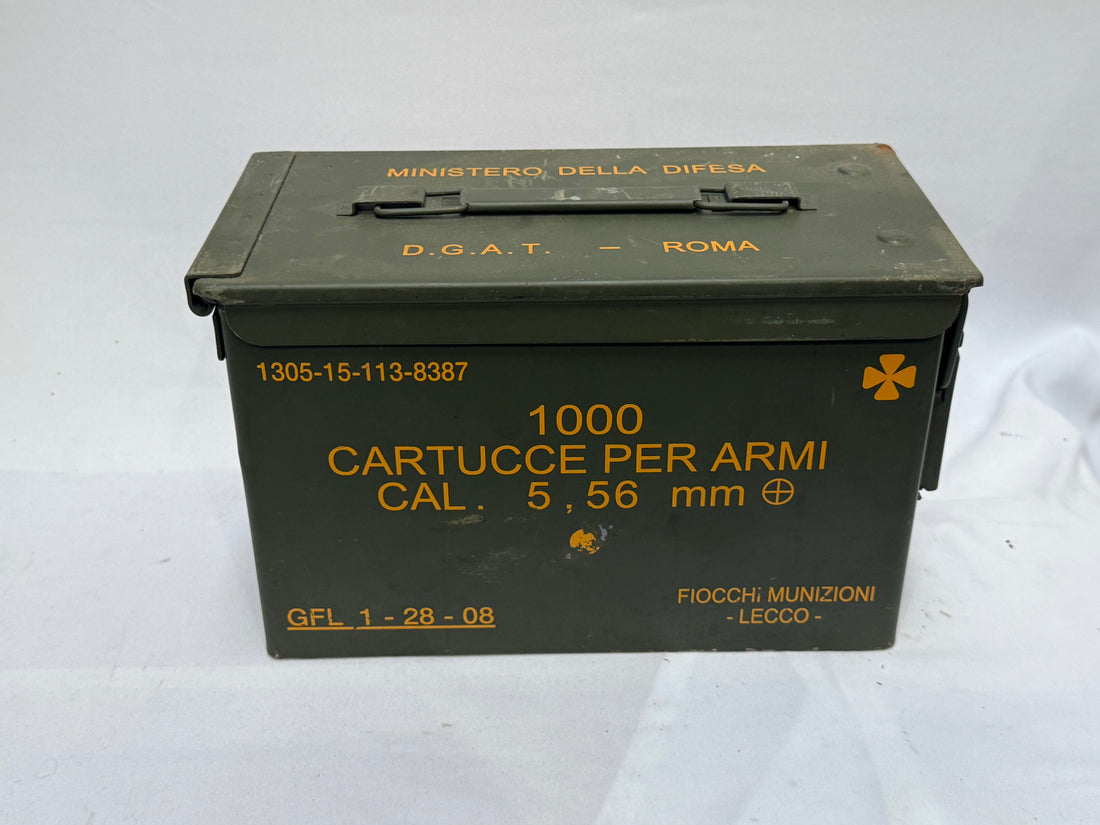 MINISTERO DELLA DIFESA
D.G.A.T. - ROMA
1305-15-113-8387
1000
CARTUCCE PER ARMI
CAL. 5,56 mm ⊕
GFL 1 - 28 - 08
FIOCCHi MUNIZIONI
- LECCO -